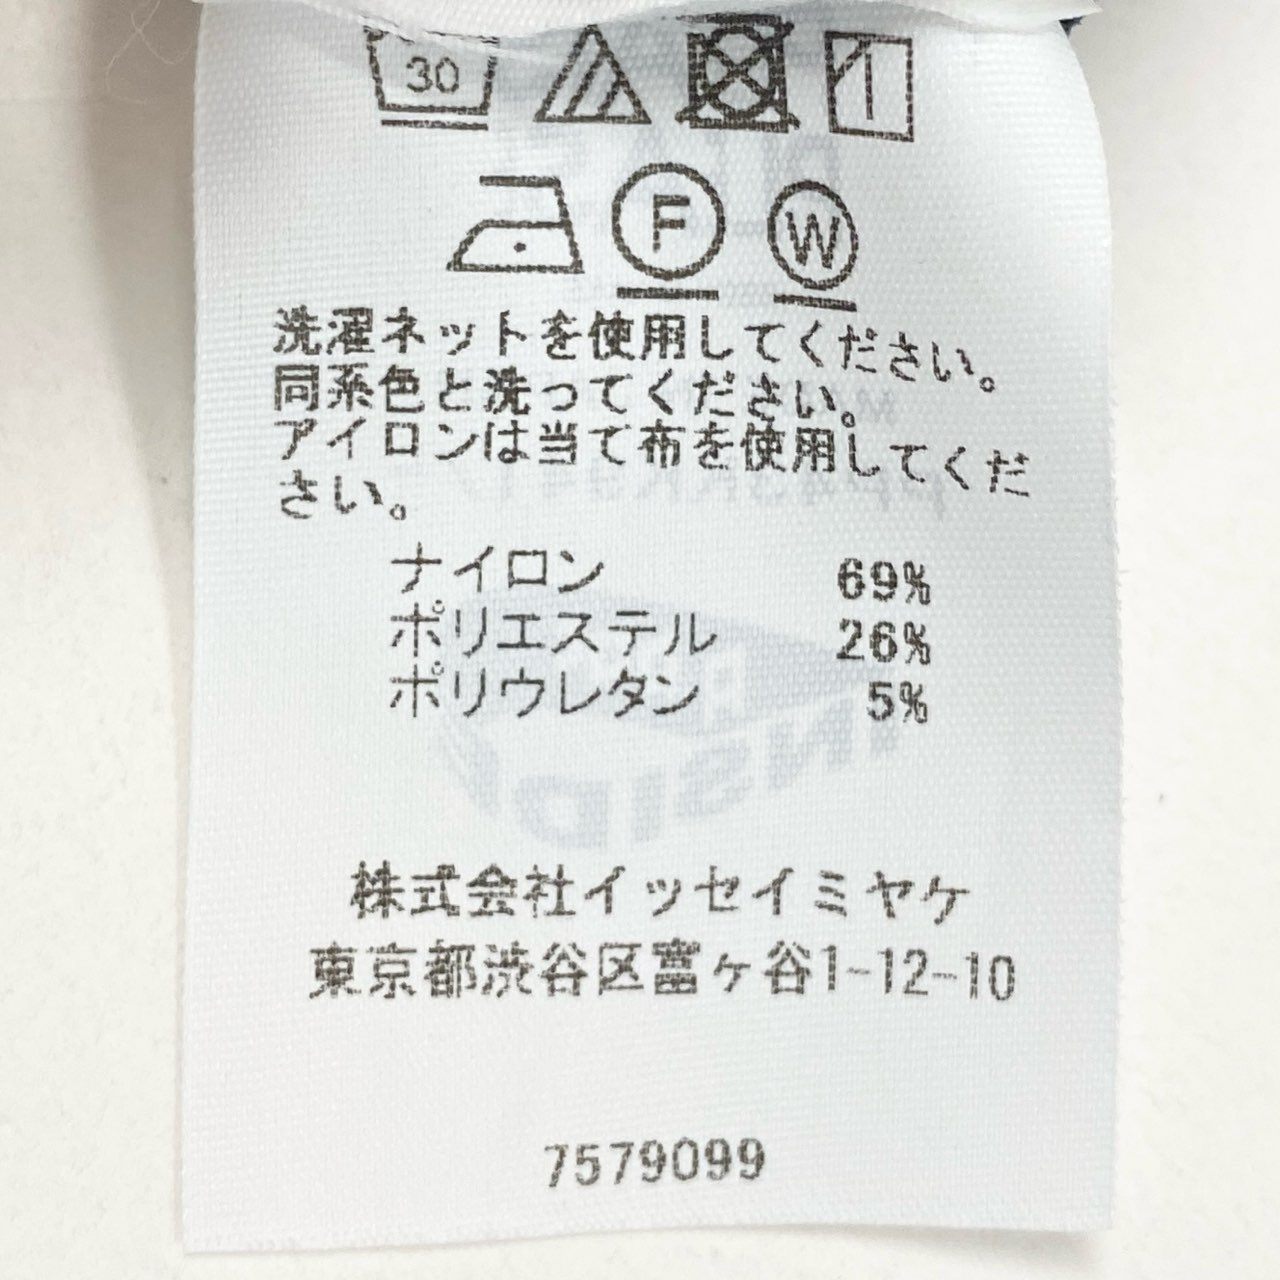 30
F W
洗濯ネットを使用してください。
同系色と洗ってください。
アイロンは当て布を使用してくだ
さい。
ナイロン 69%
ポリエステル 26%
ポリウレタン 5%
株式会社イッセイミヤケ
東京都渋谷区富ヶ谷1-12-10
7579099